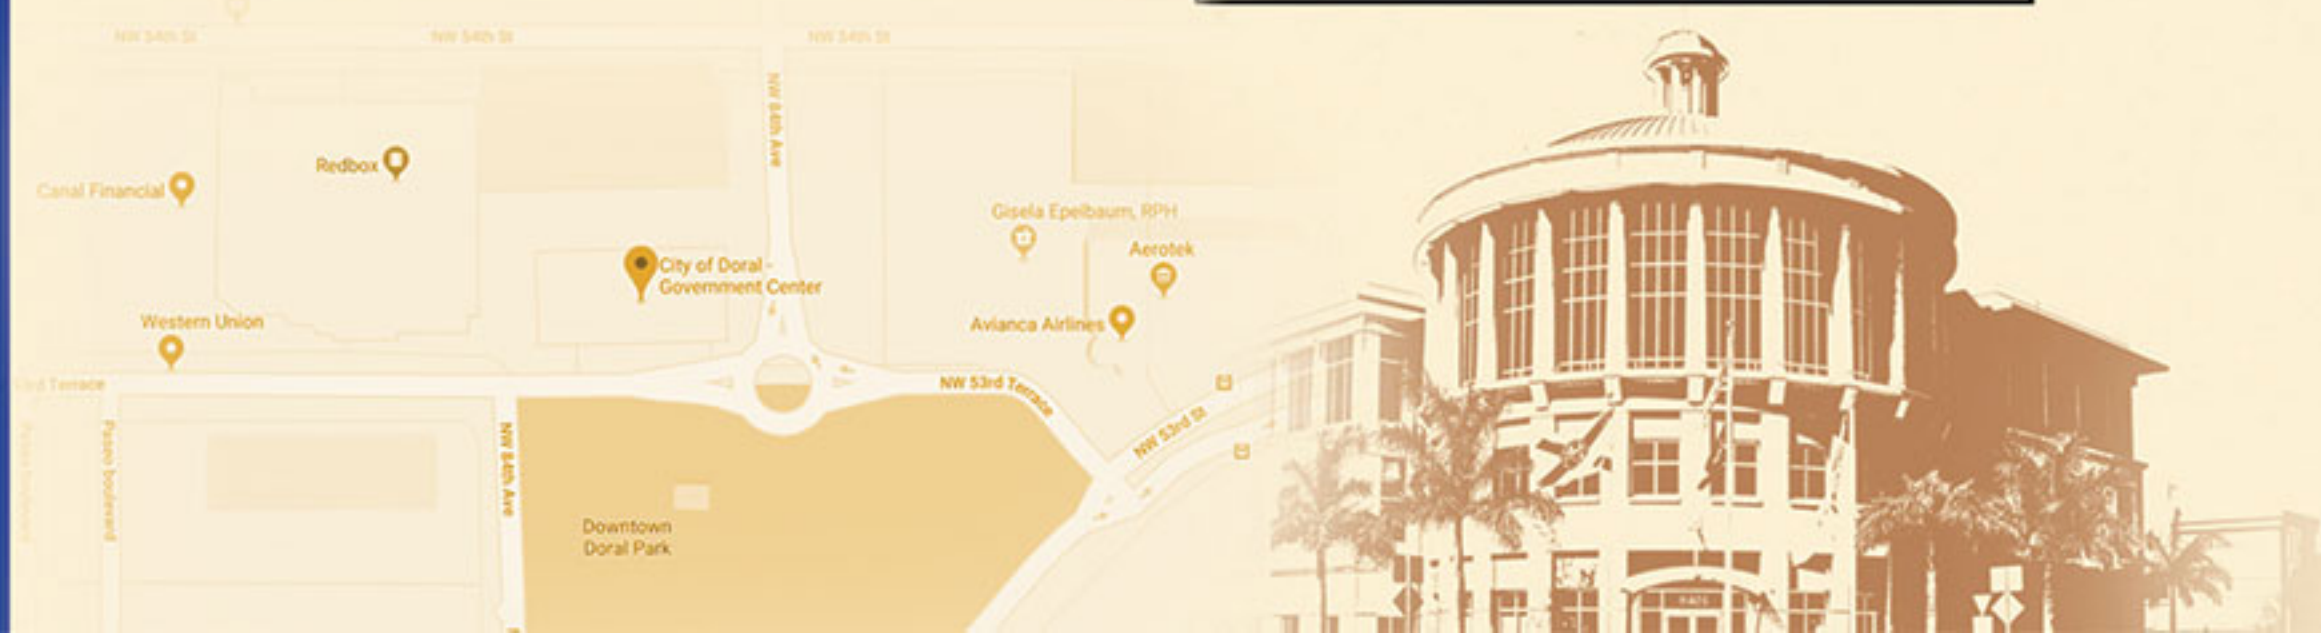 NW 54th St
NW 54th St
NW 54th St
NW 84th Ave
Redbox
Canal Financial
Gisela Epelbaum, RPH
Aerotek
City of Doral -
Government Center
Western Union
Avianca Airlines
Terrace
NW 53rd Terrace
NW 53rd St
Paseo boulevard
NW 84th Ave
Downtown
Doral Park